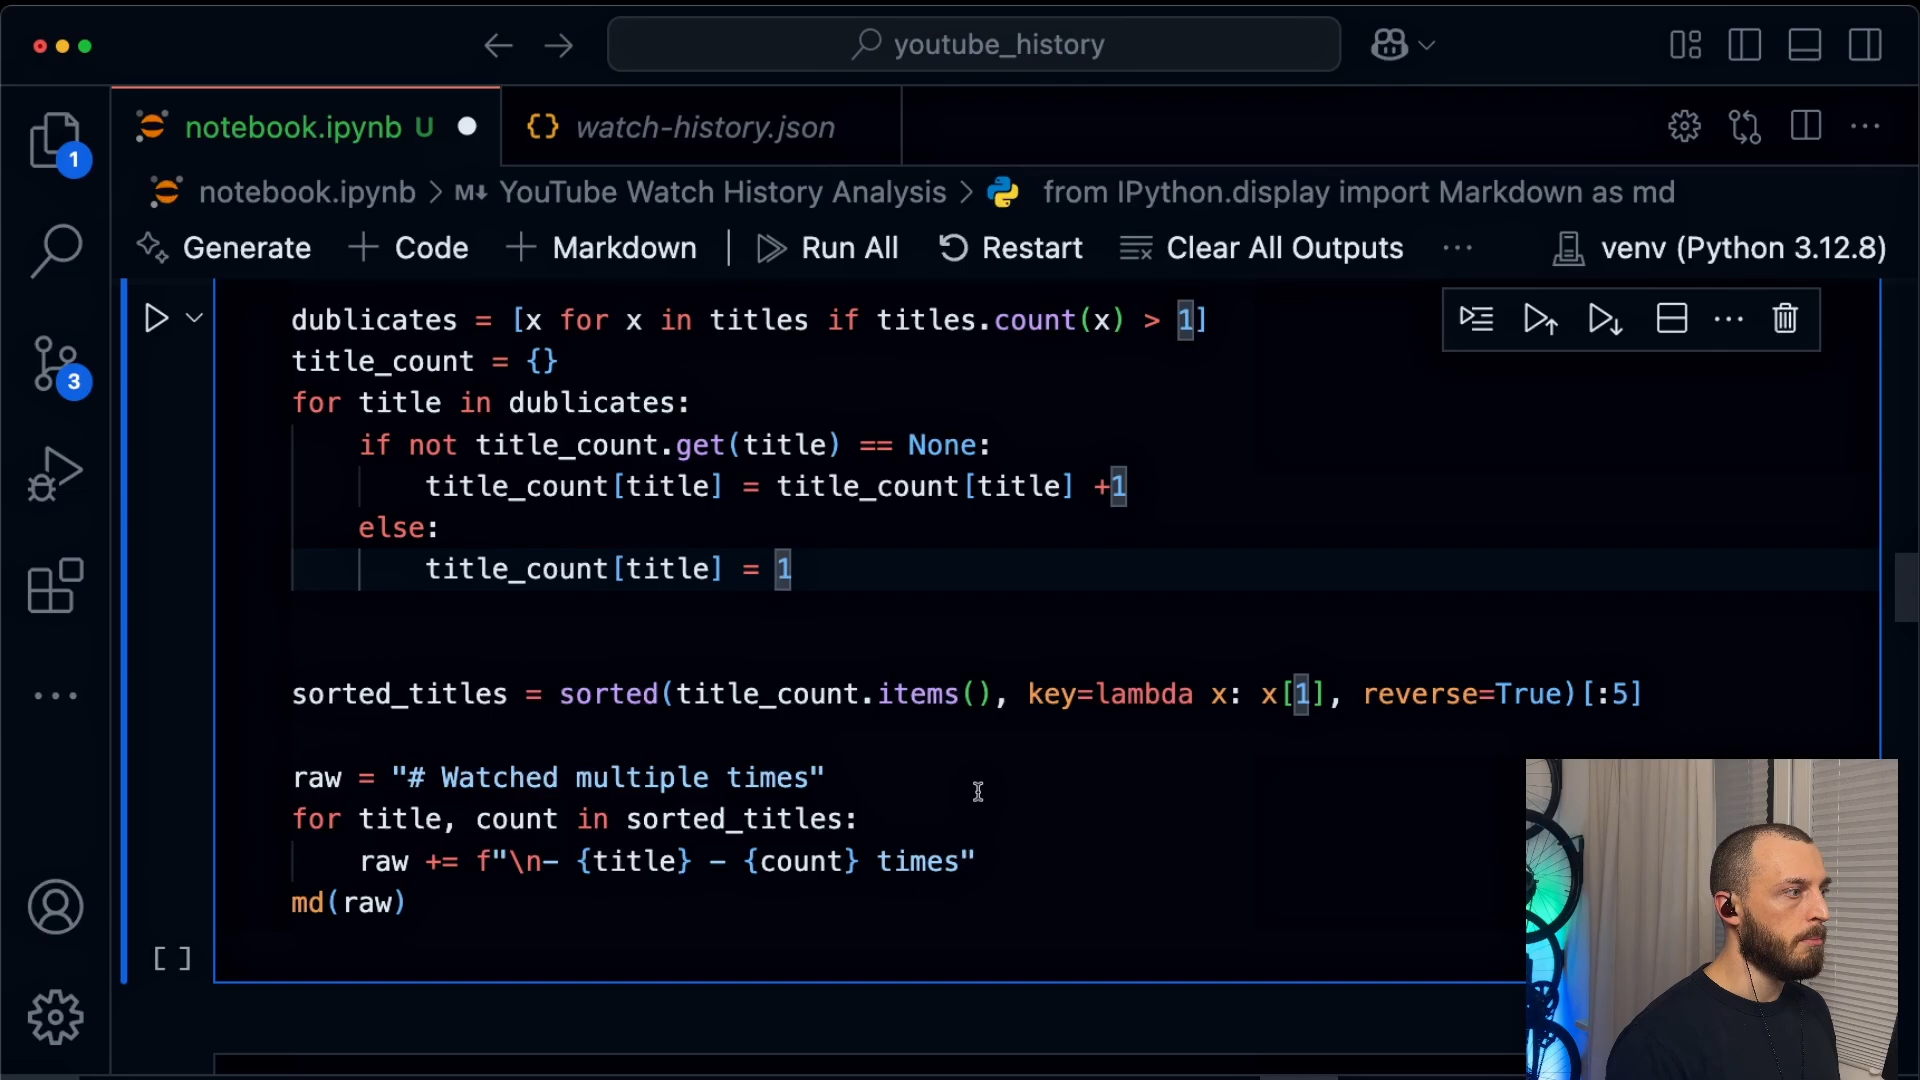 youtube_history
notebook.ipynb U
watch-history.json
notebook.ipynb > M↓ YouTube Watch History Analysis > from IPython.display import Markdown as md
Generate + Code + Markdown | Run All Restart Clear All Outputs ... venv (Python 3.12.8)
1
3
dublicates = [x for x in titles if titles.count(x) > 1]
title_count = {}
for title in dublicates:
    if not title_count.get(title) == None:
        title_count[title] = title_count[title] +1
    else:
        title_count[title] = 1
sorted_titles = sorted(title_count.items(), key=lambda x: x[1], reverse=True)[:5]
raw = "# Watched multiple times"
for title, count in sorted_titles:
    raw += f"\n- {title} - {count} times"
md(raw)
[ ]